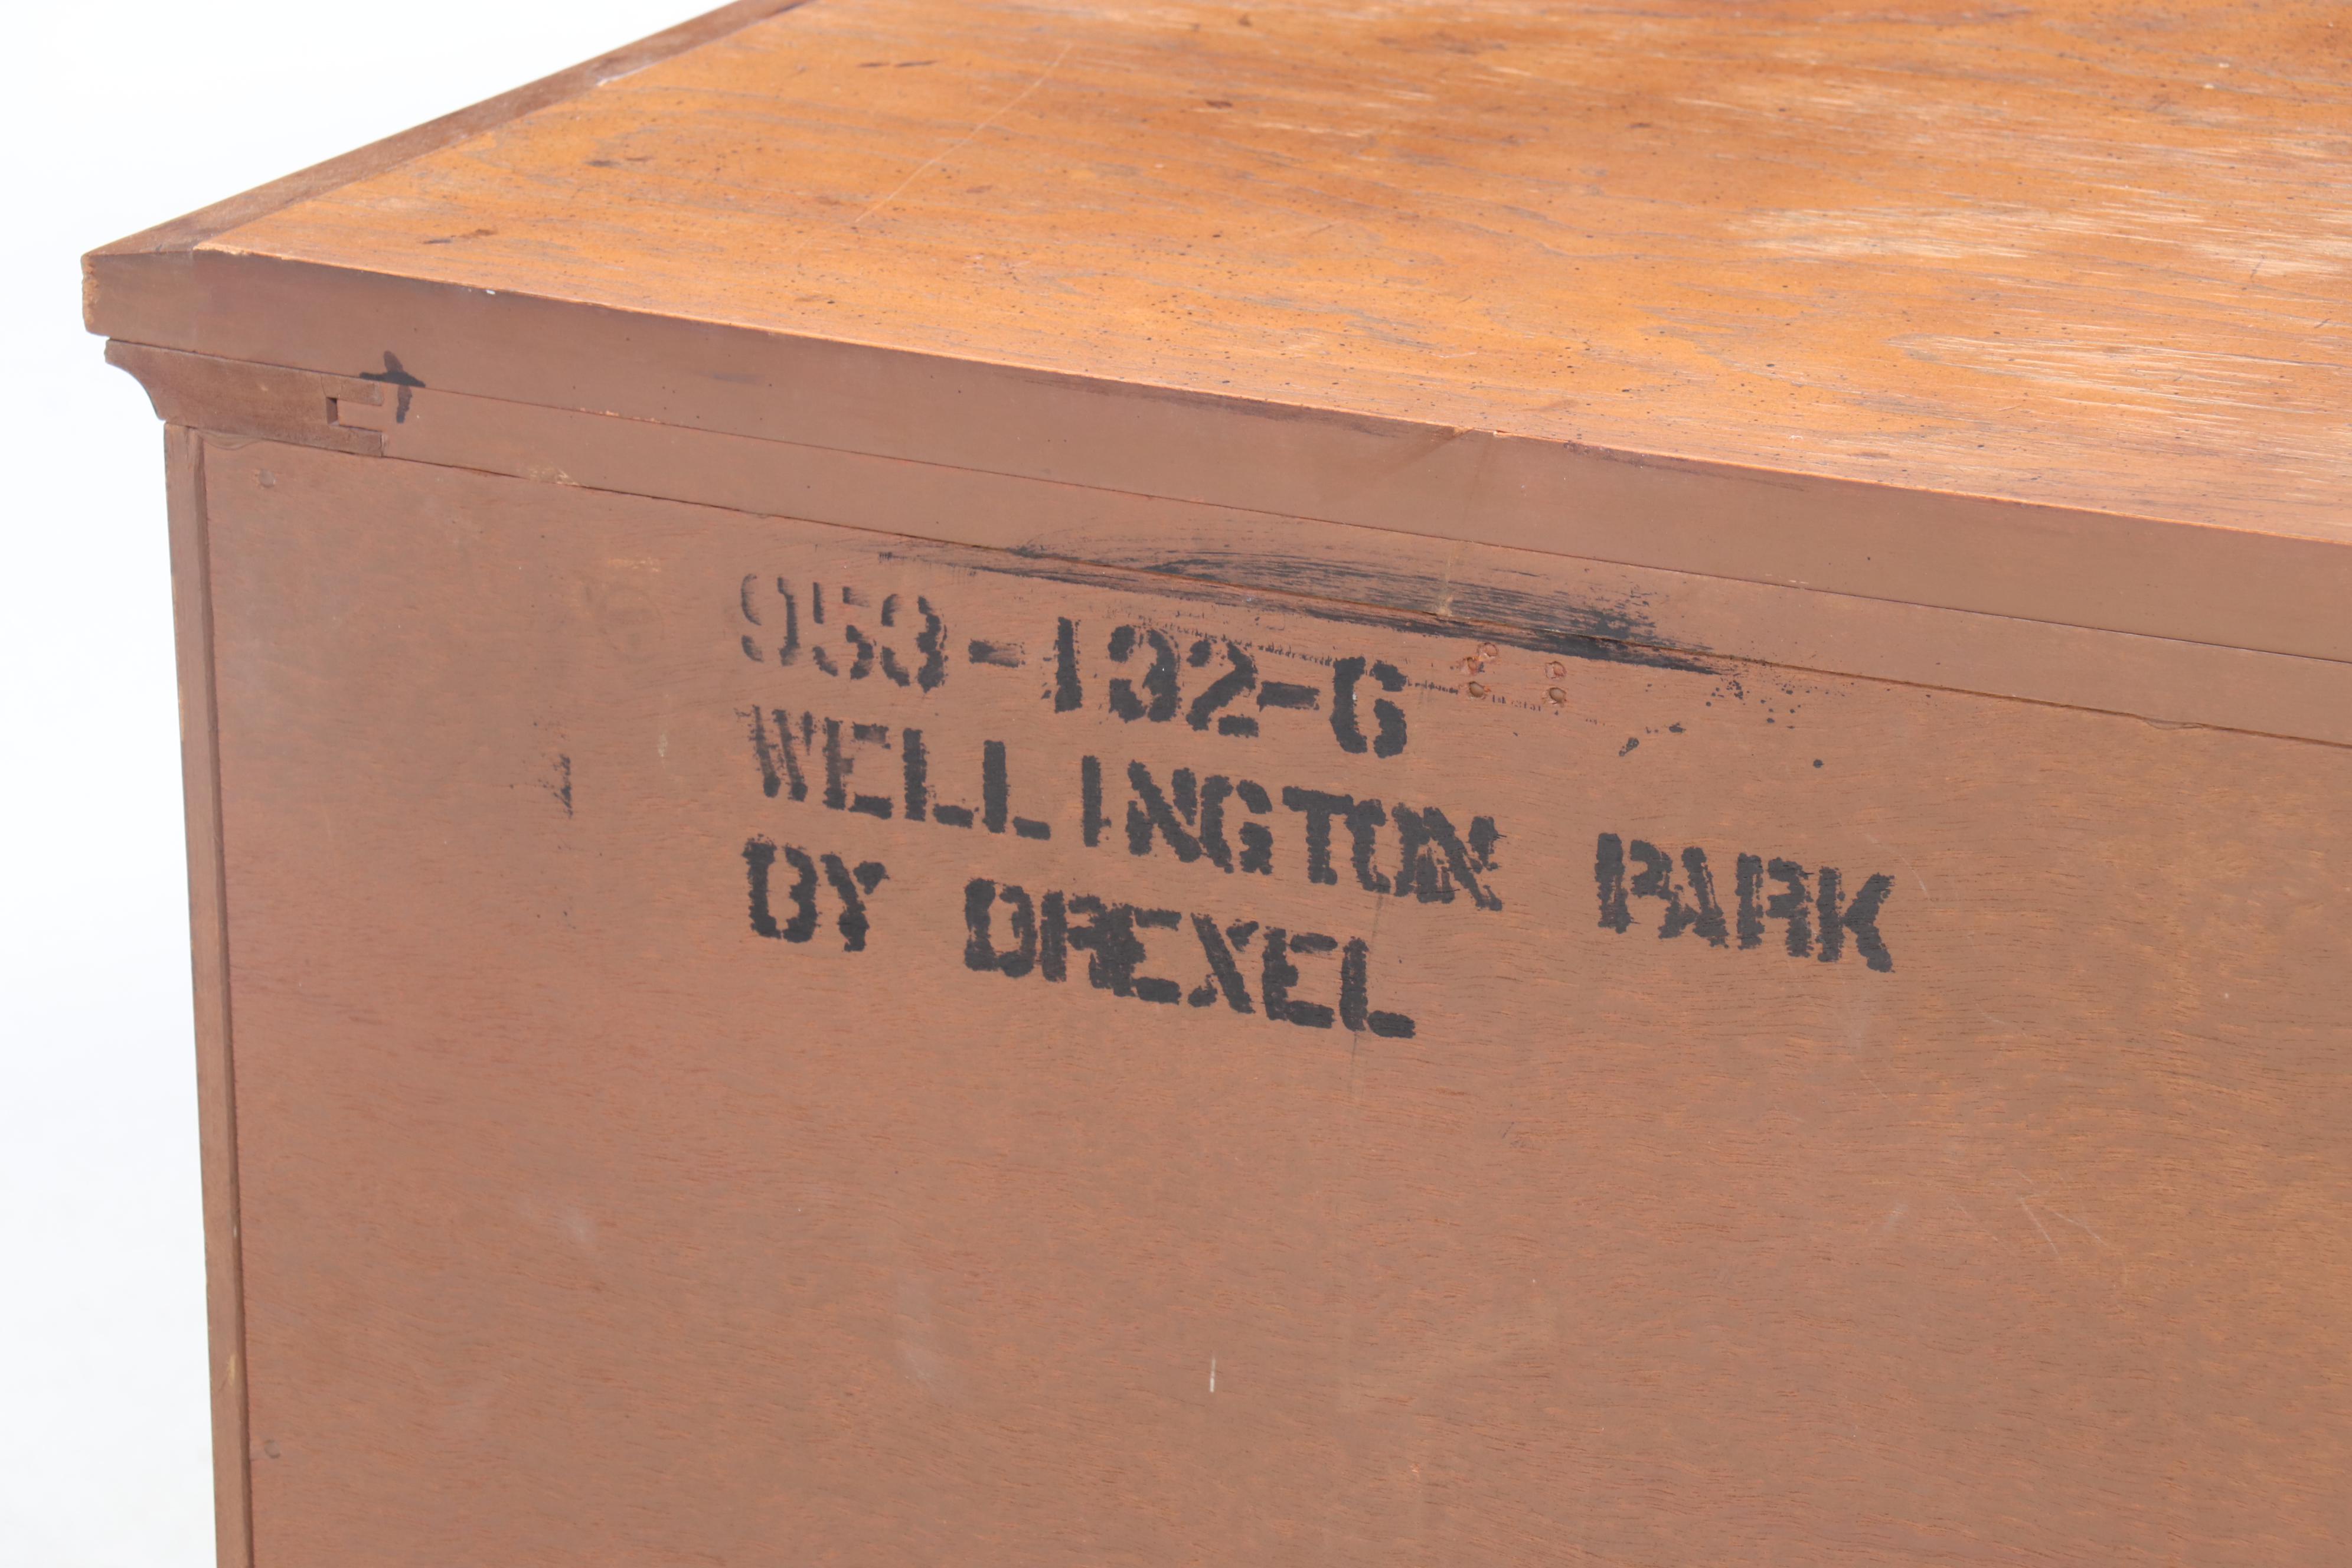 953-132-6
WELLINGTON PARK
BY DREXEL